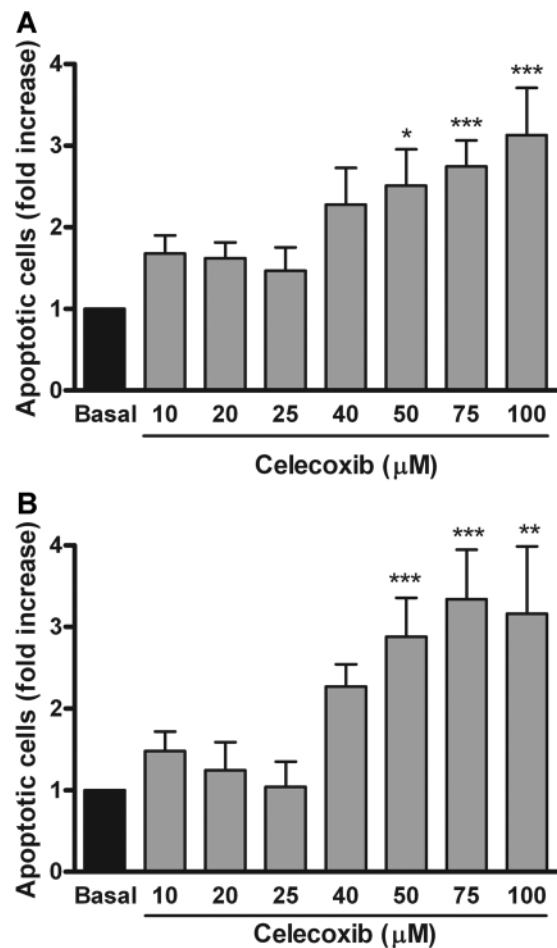 A
Apoptotic cells (fold increase)
4
3
2
1
0
* *** ***
Basal 10 20 25 40 50 75 100
Celecoxib (μM)
B
Apoptotic cells (fold increase)
4
3
2
1
0
*** *** **
Basal 10 20 25 40 50 75 100
Celecoxib (μM)